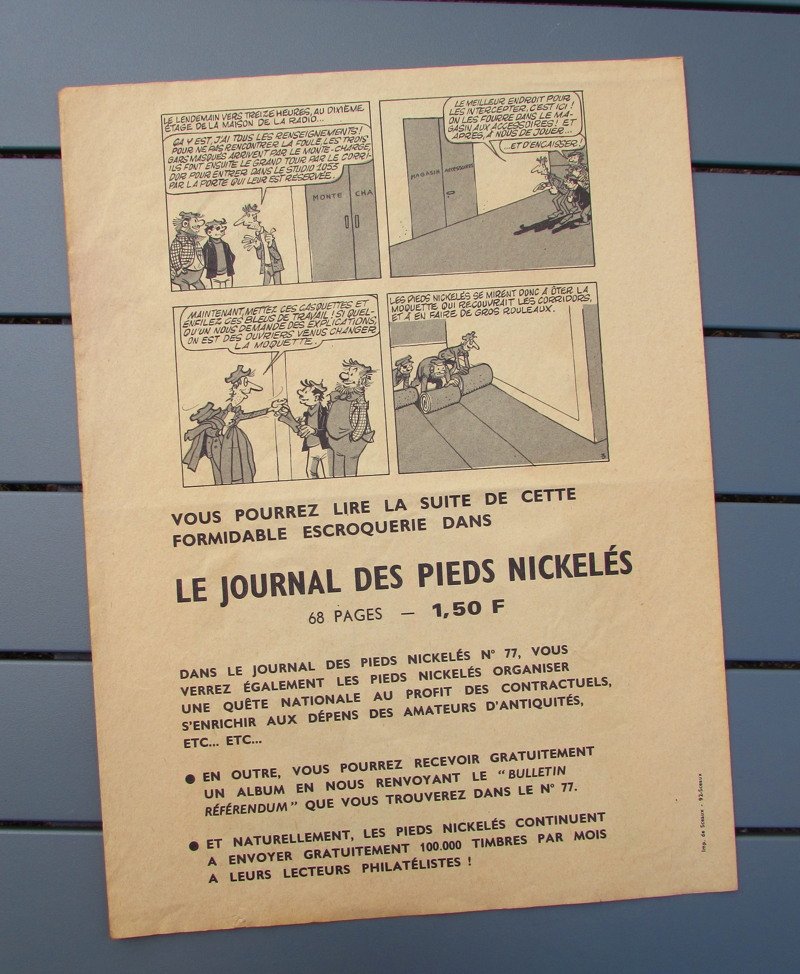 LE LENDEMAIN VERS TREIZE HEURES, AU DIXIÈME
ÉTAGE DE LA MAISON DE LA RADIO...
ÇA Y EST, J'AI TOUS LES RENSEIGNEMENTS!
POUR NE PAS RENCONTRER LA FOULE, LES TROIS
GARS MASQUÉS ARRIVENT PAR LE MONTE-CHARGE,
ILS FONT ENSUITE LE GRAND TOUR PAR LE CORRI-
DOR POUR ENTRER DANS LE STUDIO 1053
PAR LA PORTE QUI LEUR EST RÉSERVÉE.
MONTE CHA
LE MEILLEUR ENDROIT POUR
LES INTERCEPTER, C'EST ICI!
ON LES FOURRE DANS LE MA-
GASIN AUX ACCESSOIRES! ET
APRÈS, À NOUS DE JOUER...
...ET D'ENCAISSER!
MAGASIN ACCESSOIRES
MAINTENANT, METTEZ CES CASQUETTES ET
ENFILEZ CES BLEUS DE TRAVAIL! SI QUEL-
QU'UN NOUS DEMANDE DES EXPLICATIONS,
ON EST DES OUVRIERS VENUS CHANGER
LA MOQUETTE!
LES PIEDS NICKELÉS SE MIRENT DONC À ÔTER LA
MOQUETTE QUI RECOUVRAIT LES CORRIDORS,
ET À EN FAIRE DE GROS ROULEAUX.
5
VOUS POURREZ LIRE LA SUITE DE CETTE
FORMIDABLE ESCROQUERIE DANS
LE JOURNAL DES PIEDS NICKELÉS
68 PAGES — 1,50 F
DANS LE JOURNAL DES PIEDS NICKELÉS N° 77, VOUS
VERREZ ÉGALEMENT LES PIEDS NICKELÉS ORGANISER
UNE QUÊTE NATIONALE AU PROFIT DES CONTRACTUELS,
S'ENRICHIR AUX DÉPENS DES AMATEURS D'ANTIQUITÉS,
ETC... ETC...
● EN OUTRE, VOUS POURREZ RECEVOIR GRATUITEMENT
UN ALBUM EN NOUS RENVOYANT LE "BULLETIN
RÉFÉRENDUM" QUE VOUS TROUVEREZ DANS LE N° 77.
● ET NATURELLEMENT, LES PIEDS NICKELÉS CONTINUENT
A ENVOYER GRATUITEMENT 100.000 TIMBRES PAR MOIS
A LEURS LECTEURS PHILATÉLISTES !
Imp. de Sceaux - 92-Sceaux